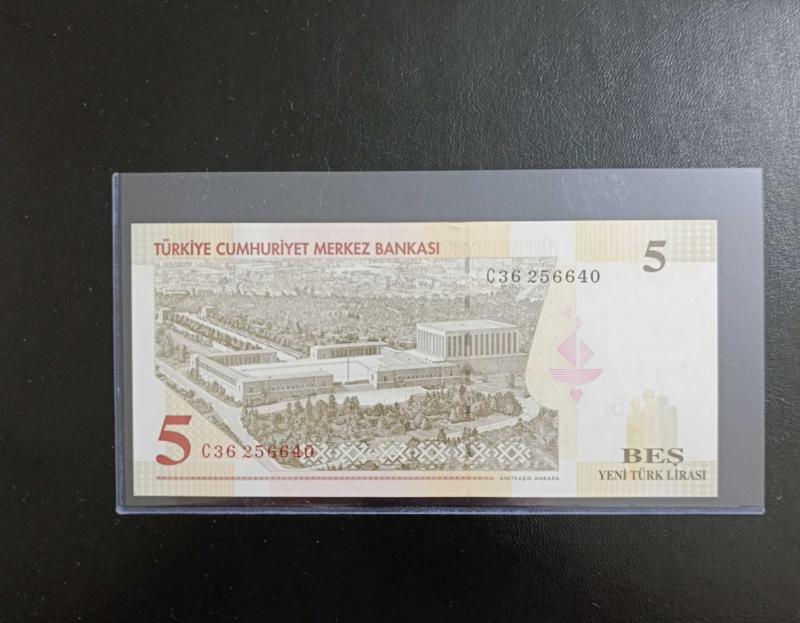 TÜRKİYE CUMHURİYET MERKEZ BANKASI
5
C36 256640
5 C36 256640
ANITKABİR ANKARA
BEŞ
YENİ TÜRK LİRASI